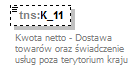 tns:K_11
Kwota netto - Dostawa
towarów oraz świadczenie
usług poza terytorium kraju